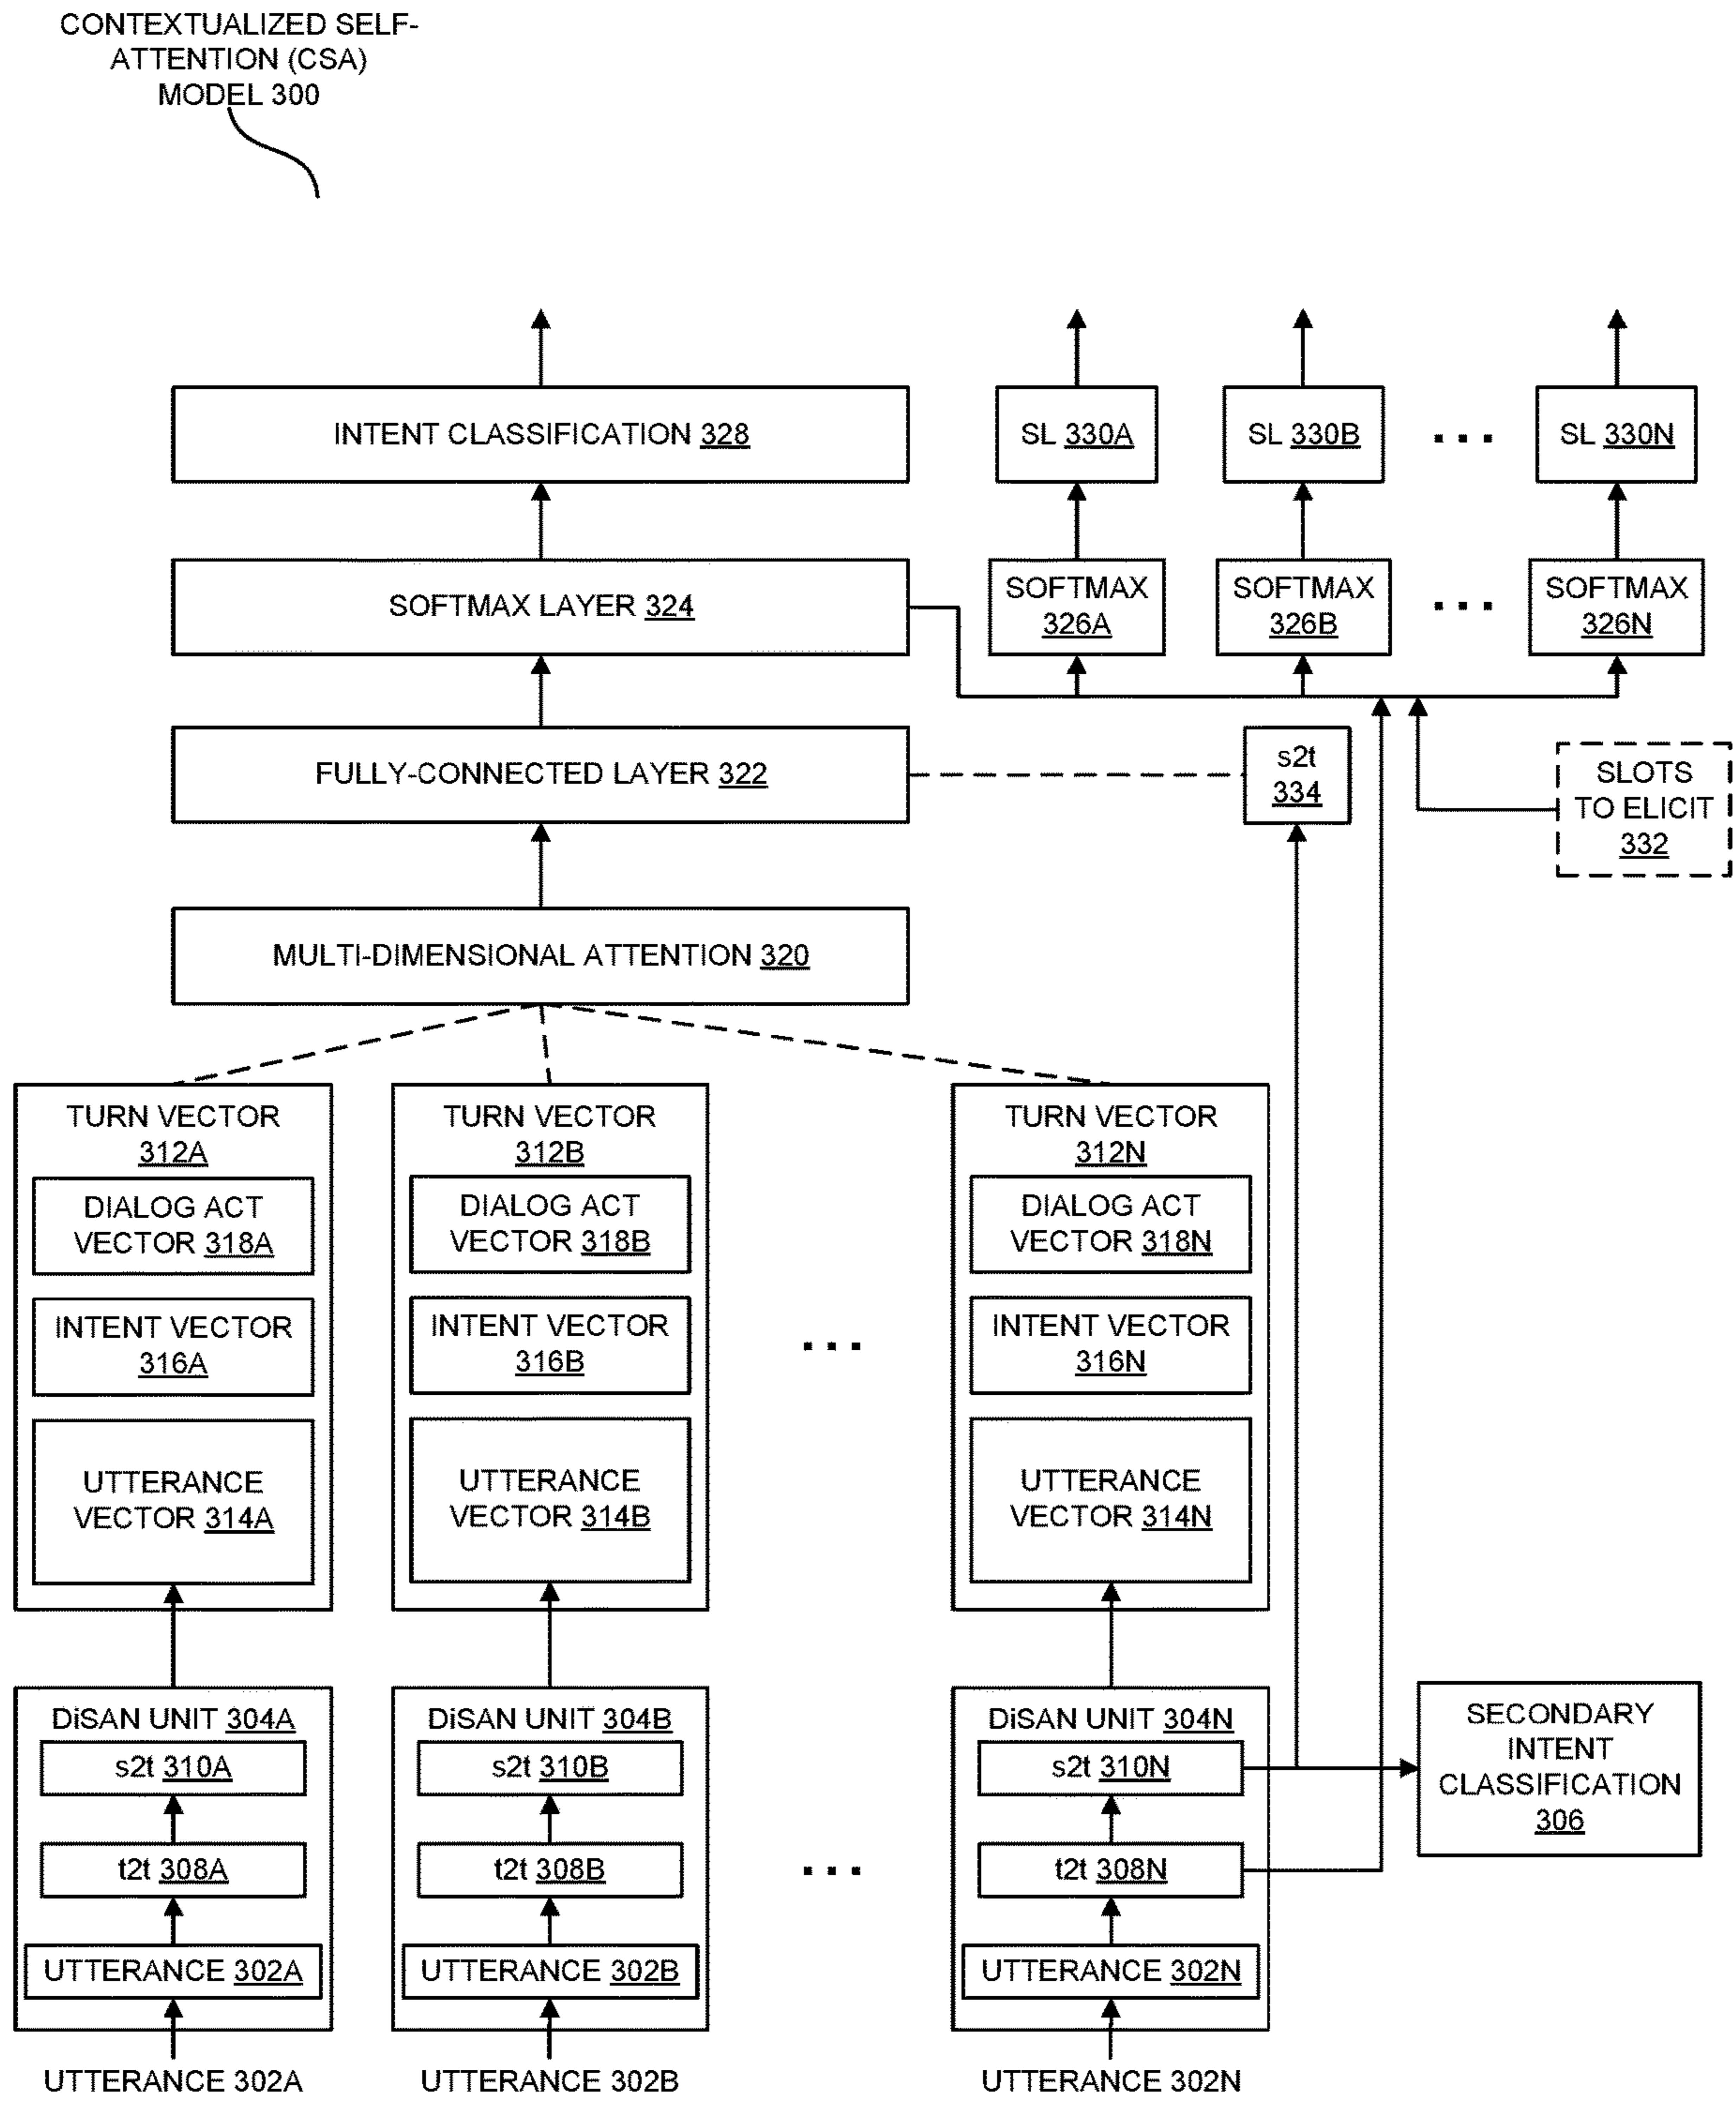 CONTEXTUALIZED SELF-
ATTENTION (CSA)
MODEL 300
INTENT CLASSIFICATION 328
SL 330A
SL 330B
...
SL 330N
SOFTMAX LAYER 324
SOFTMAX
326A
SOFTMAX
326B
...
SOFTMAX
326N
FULLY-CONNECTED LAYER 322
s2t
334
SLOTS
TO ELICIT
332
MULTI-DIMENSIONAL ATTENTION 320
TURN VECTOR
312A
DIALOG ACT
VECTOR 318A
INTENT VECTOR
316A
UTTERANCE
VECTOR 314A
TURN VECTOR
312B
DIALOG ACT
VECTOR 318B
INTENT VECTOR
316B
UTTERANCE
VECTOR 314B
...
TURN VECTOR
312N
DIALOG ACT
VECTOR 318N
INTENT VECTOR
316N
UTTERANCE
VECTOR 314N
DiSAN UNIT 304A
s2t 310A
t2t 308A
UTTERANCE 302A
UTTERANCE 302A
DiSAN UNIT 304B
s2t 310B
t2t 308B
UTTERANCE 302B
UTTERANCE 302B
...
DiSAN UNIT 304N
s2t 310N
t2t 308N
UTTERANCE 302N
UTTERANCE 302N
SECONDARY
INTENT
CLASSIFICATION
306